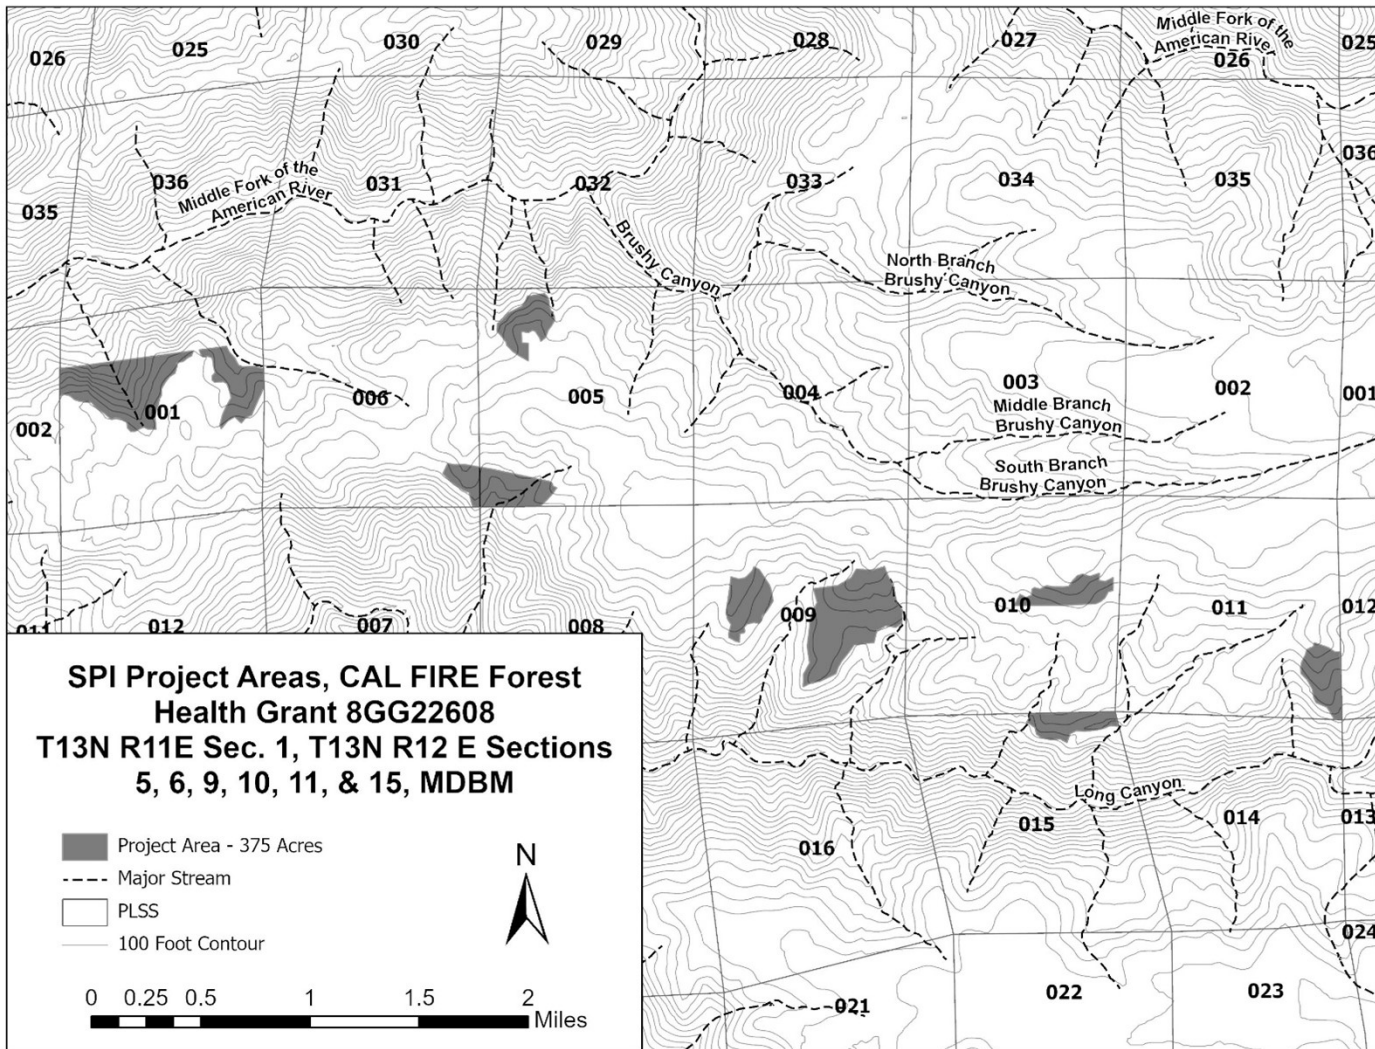 026
025
030
029
028
027
Middle Fork of the
American River
026
025
036
035
036
Middle Fork of the
American River
031
032
033
034
035
Brushy Canyon
North Branch
Brushy Canyon
002
001
006
005
004
003
002
001
Middle Branch
Brushy Canyon
South Branch
Brushy Canyon
011
012
007
008
009
010
011
012
SPI Project Areas, CAL FIRE Forest
Health Grant 8GG22608
T13N R11E Sec. 1, T13N R12 E Sections
5, 6, 9, 10, 11, & 15, MDBM
Project Area - 375 Acres
Major Stream
PLSS
100 Foot Contour
N
0 0.25 0.5 1 1.5 2
Miles
Long Canyon
016
015
014
013
024
021
022
023